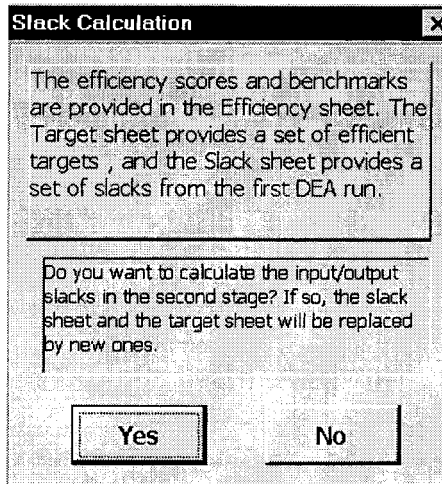 Slack Calculation
The efficiency scores and benchmarks
are provided in the Efficiency sheet. The
Target sheet provides a set of efficient
targets , and the Slack sheet provides a
set of slacks from the first DEA run.
Do you want to calculate the input/output
slacks in the second stage? If so, the slack
sheet and the target sheet will be replaced
by new ones.
Yes No